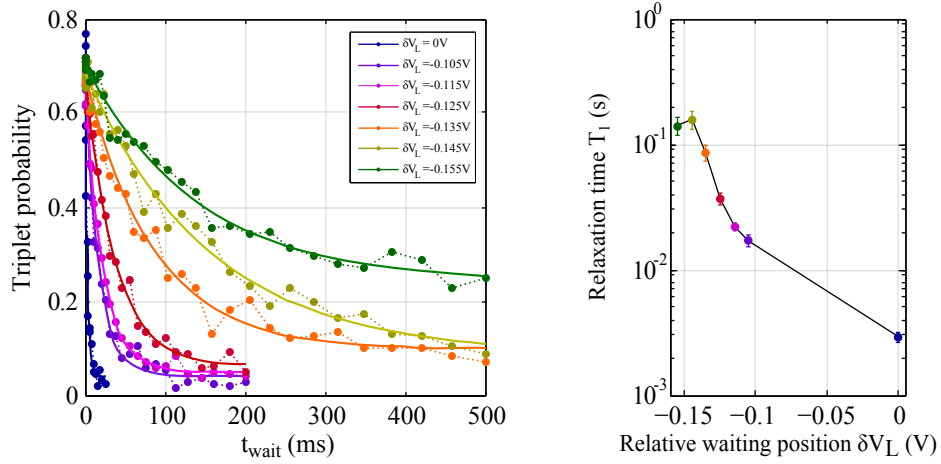 Triplet probability
0.8
0.6
0.4
0.2
0
0
100
200
300
400
500
t_wait (ms)
δV_L = 0V
δV_L =-0.105V
δV_L =-0.115V
δV_L =-0.125V
δV_L =-0.135V
δV_L =-0.145V
δV_L =-0.155V
Relaxation time T_1 (s)
10^0
10^-1
10^-2
10^-3
−0.15
−0.1
−0.05
0
Relative waiting position δV_L (V)